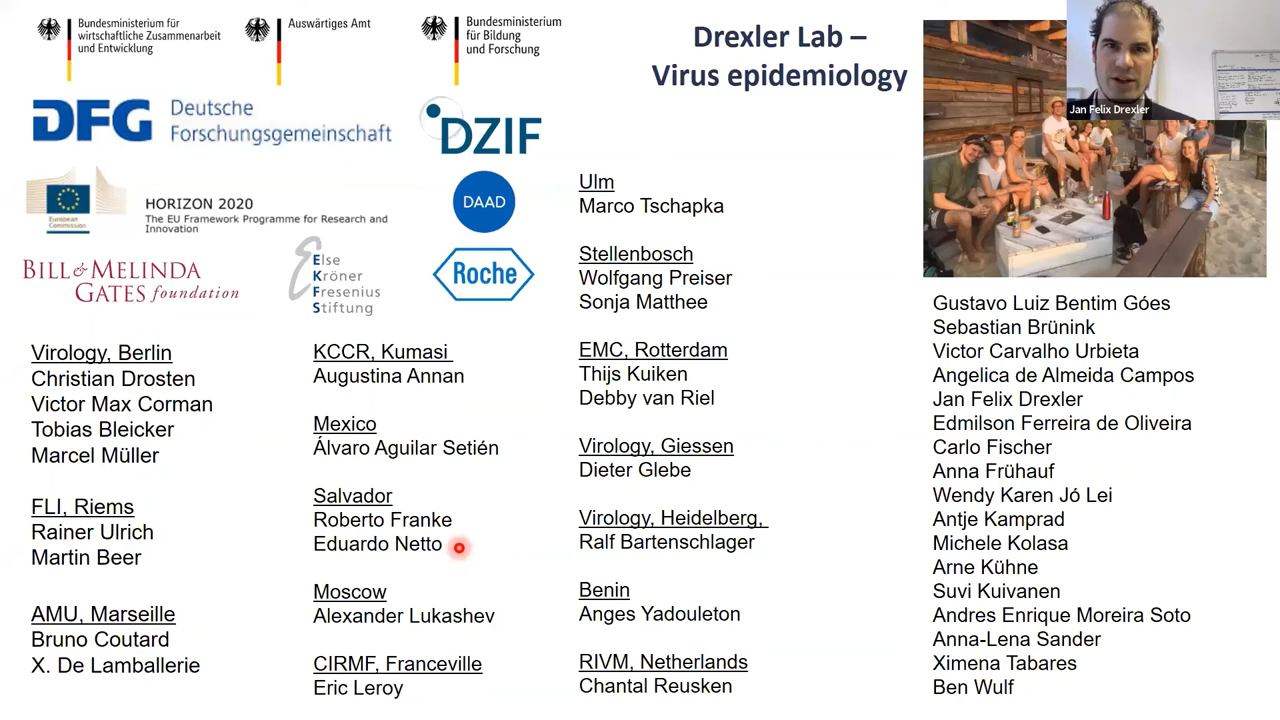 Bundesministerium für
wirtschaftliche Zusammenarbeit
und Entwicklung
Auswärtiges Amt
Bundesministerium
für Bildung
und Forschung
Drexler Lab –
Virus epidemiology
Jan Felix Drexler
DFG
Deutsche
Forschungsgemeinschaft
DZIF
European
Commission
HORIZON 2020
The EU Framework Programme for Research and
Innovation
DAAD
BILL & MELINDA
GATES foundation
Else
Kröner
Fresenius
Stiftung
Roche
Virology, Berlin
Christian Drosten
Victor Max Corman
Tobias Bleicker
Marcel Müller
FLI, Riems
Rainer Ulrich
Martin Beer
AMU, Marseille
Bruno Coutard
X. De Lamballerie
KCCR, Kumasi
Augustina Annan
Mexico
Álvaro Aguilar Setién
Salvador
Roberto Franke
Eduardo Netto
Moscow
Alexander Lukashev
CIRMF, Franceville
Eric Leroy
Ulm
Marco Tschapka
Stellenbosch
Wolfgang Preiser
Sonja Matthee
EMC, Rotterdam
Thijs Kuiken
Debby van Riel
Virology, Giessen
Dieter Glebe
Virology, Heidelberg,
Ralf Bartenschlager
Benin
Anges Yadouleton
RIVM, Netherlands
Chantal Reusken
Gustavo Luiz Bentim Góes
Sebastian Brünink
Victor Carvalho Urbieta
Angelica de Almeida Campos
Jan Felix Drexler
Edmilson Ferreira de Oliveira
Carlo Fischer
Anna Frühauf
Wendy Karen Jó Lei
Antje Kamprad
Michele Kolasa
Arne Kühne
Suvi Kuivanen
Andres Enrique Moreira Soto
Anna-Lena Sander
Ximena Tabares
Ben Wulf